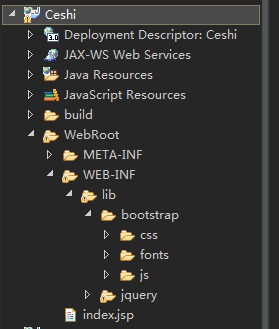 Ceshi
Deployment Descriptor: Ceshi
JAX-WS Web Services
Java Resources
JavaScript Resources
build
WebRoot
META-INF
WEB-INF
lib
bootstrap
css
fonts
js
jquery
index.jsp